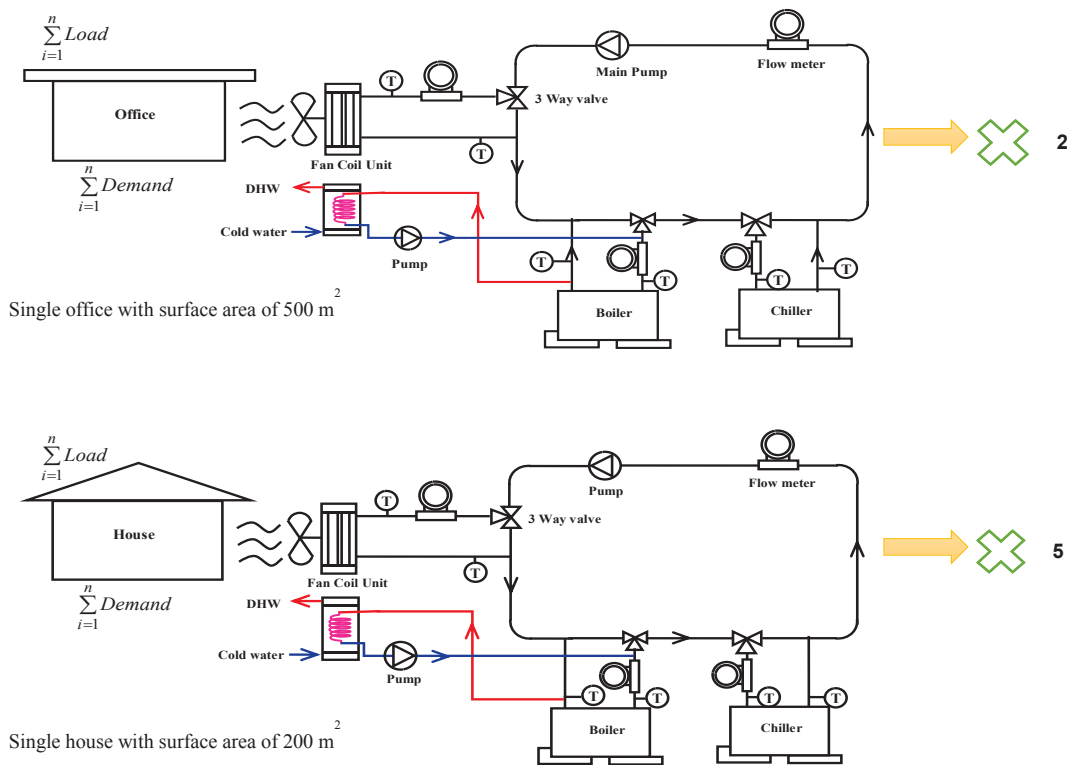 n
∑ Load
i=1
Office
n
∑ Demand
i=1
Fan Coil Unit
T
T
3 Way valve
Main Pump
Flow meter
2
DHW
Cold water
Pump
T
T
T
T
Boiler
Chiller
Single office with surface area of 500 m²
n
∑ Load
i=1
House
n
∑ Demand
i=1
Fan Coil Unit
T
T
3 Way valve
Pump
Flow meter
5
DHW
Cold water
Pump
T
T
T
T
Boiler
Chiller
Single house with surface area of 200 m²